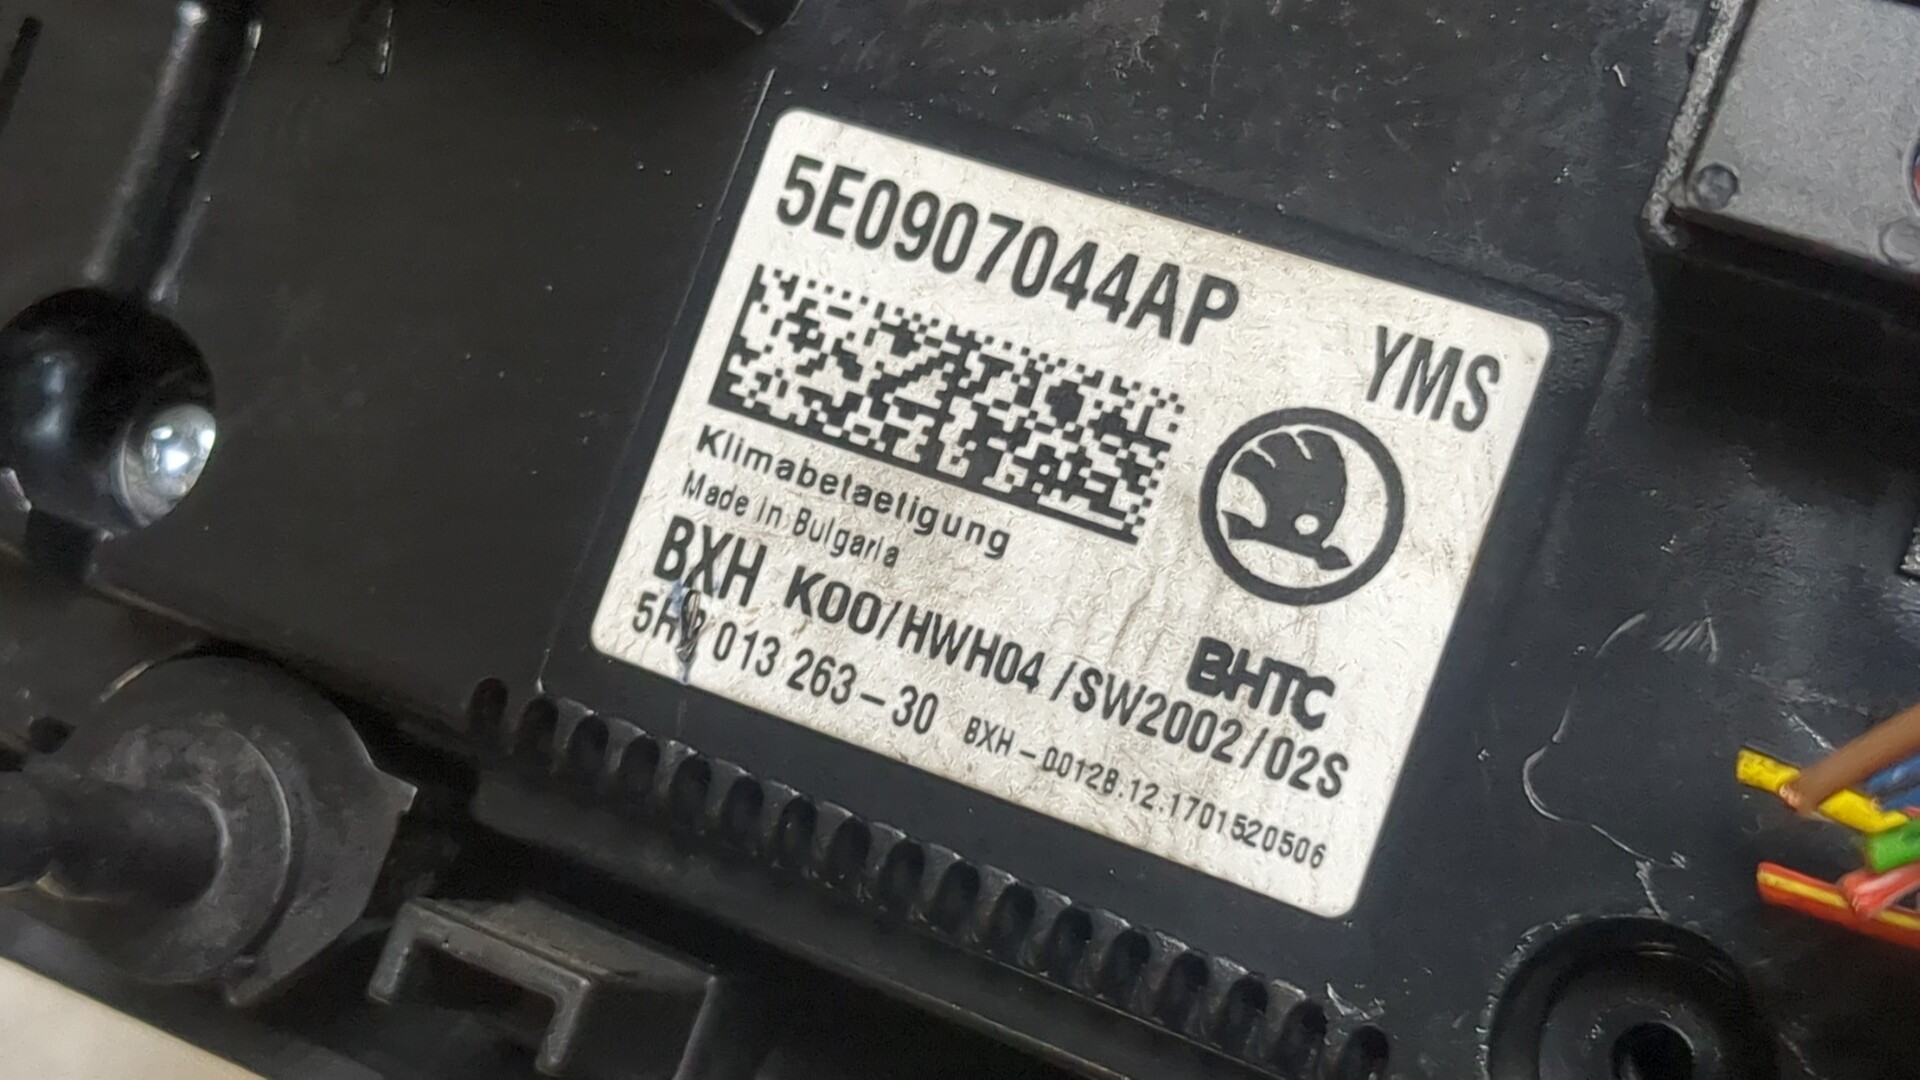 5E0907044AP
YMS
Klimabetaetigung
Made in Bulgaria
BHTC
BXH K00/HWH04 /SW2002/02S
013 263-30 BXH-00128.12.1701520506